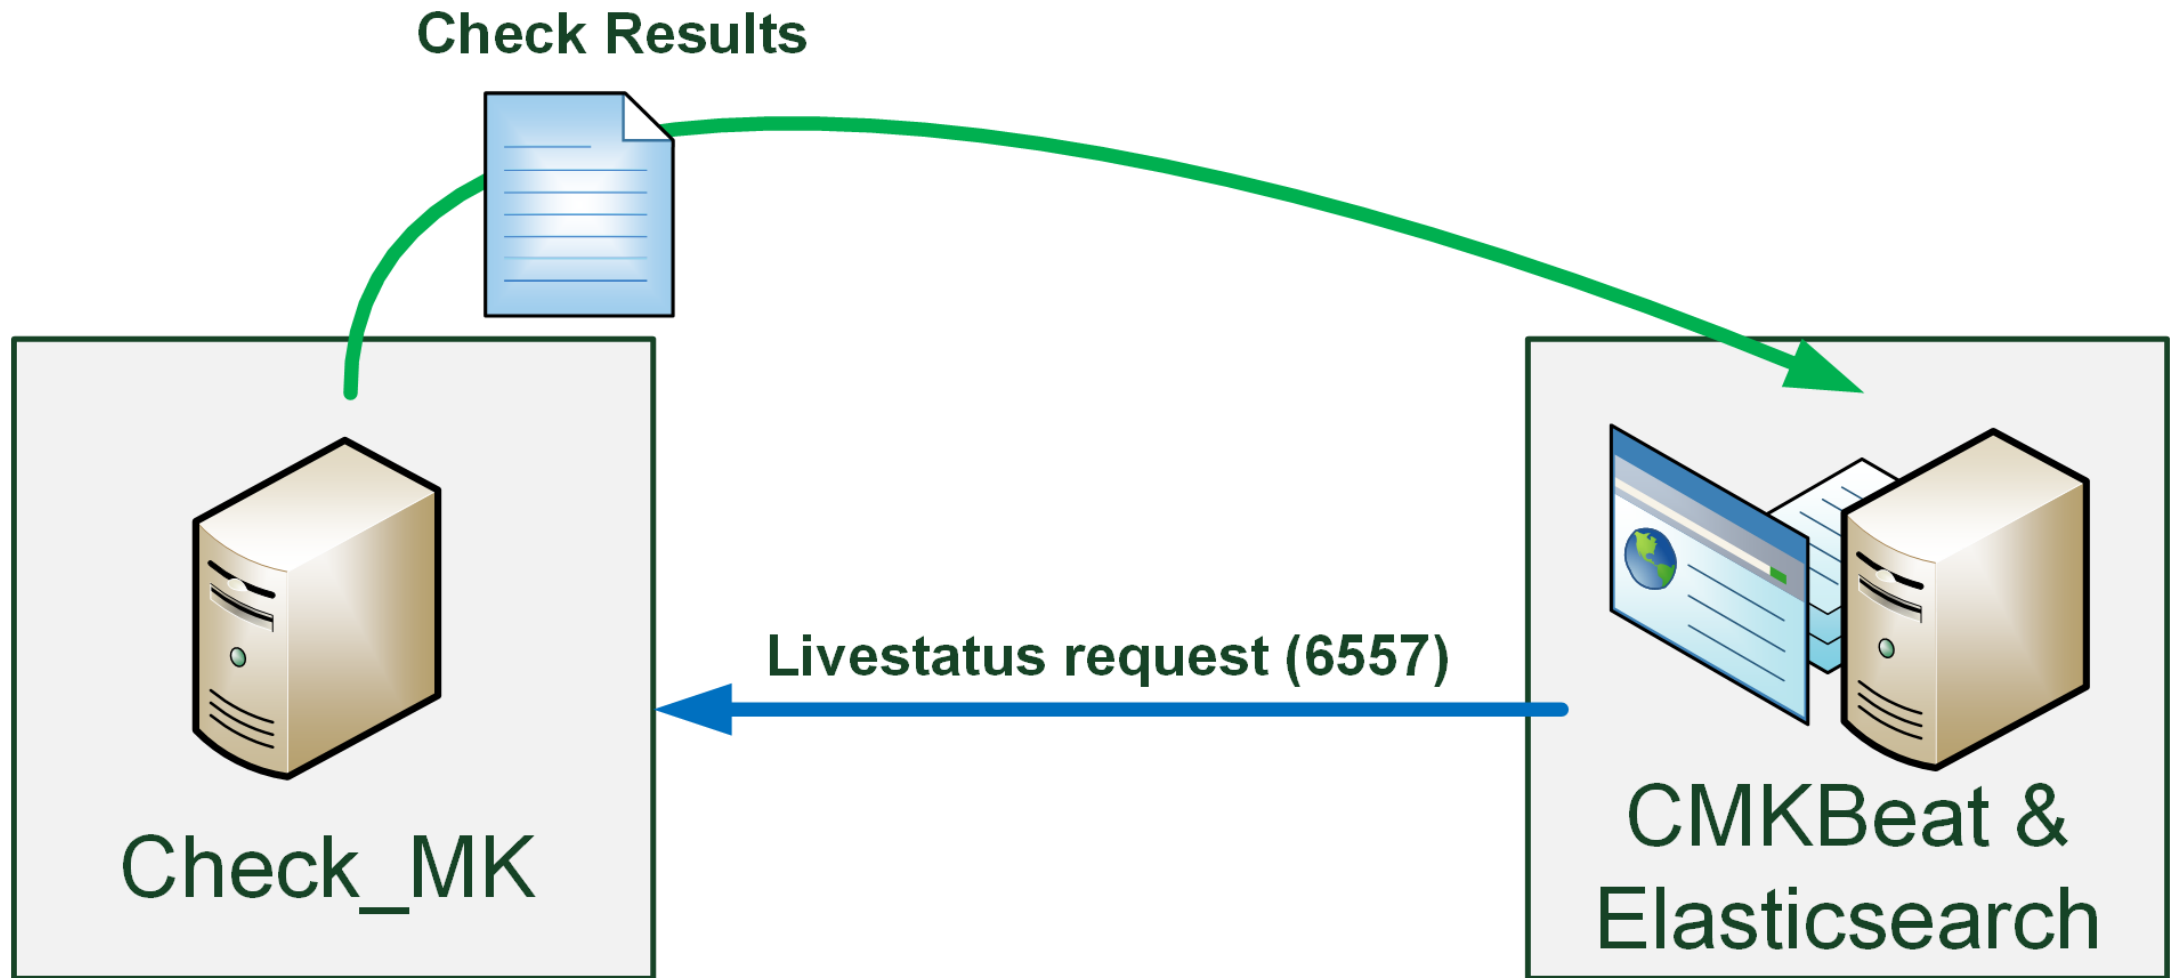 Check Results
Livestatus request (6557)
Check_MK
CMKBeat &
Elasticsearch